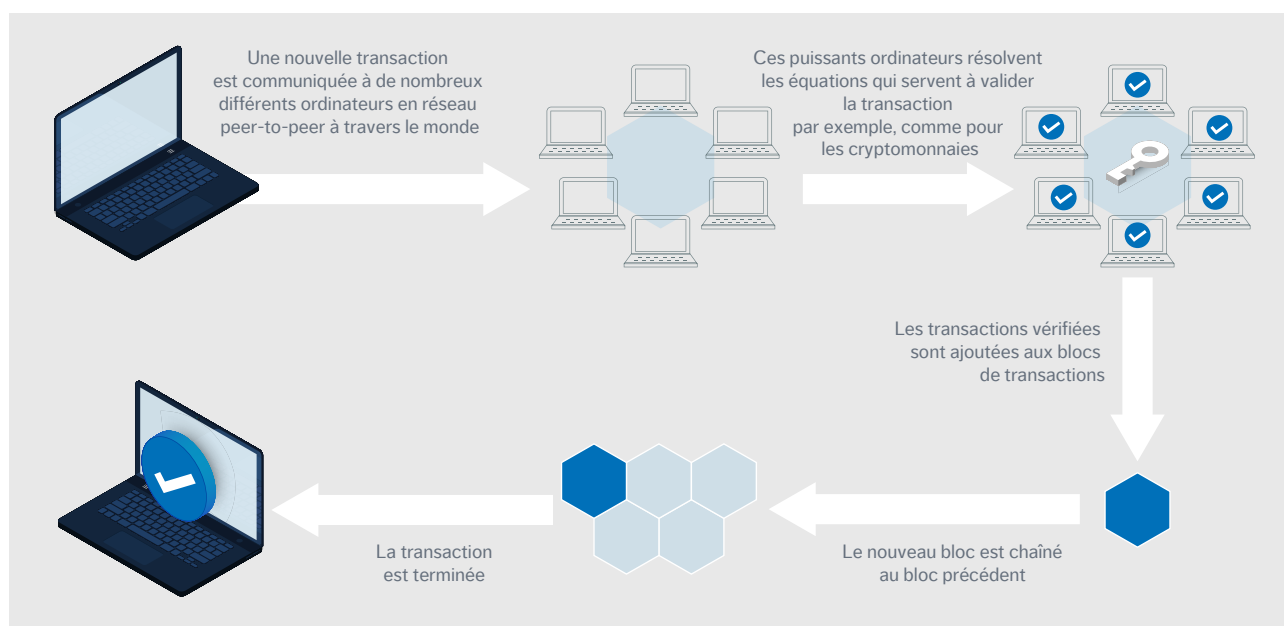 Une nouvelle transaction
est communiquée à de nombreux
différents ordinateurs en réseau
peer-to-peer à travers le monde
Ces puissants ordinateurs résolvent
les équations qui servent à valider
la transaction
par exemple, comme pour
les cryptomonnaies
Les transactions vérifiées
sont ajoutées aux blocs
de transactions
Le nouveau bloc est chaîné
au bloc précédent
La transaction
est terminée